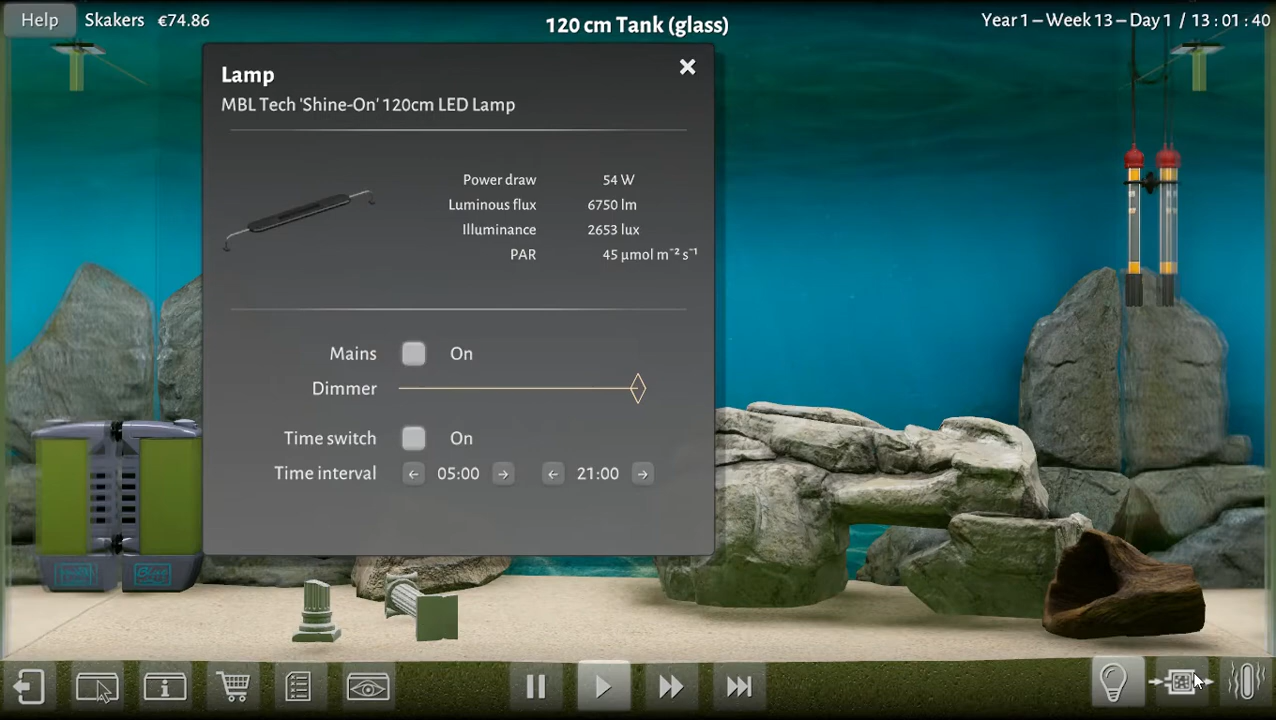 Help Skakers €74.86 120 cm Tank (glass) Year 1 – Week 13 – Day 1 / 13 : 01 : 40
Lamp
MBL Tech 'Shine-On' 120cm LED Lamp
Power draw 54 W
Luminous flux 6750 lm
Illuminance 2653 lux
PAR 45 µmol m⁻² s⁻¹
Mains On
Dimmer
Time switch On
Time interval 05:00 21:00